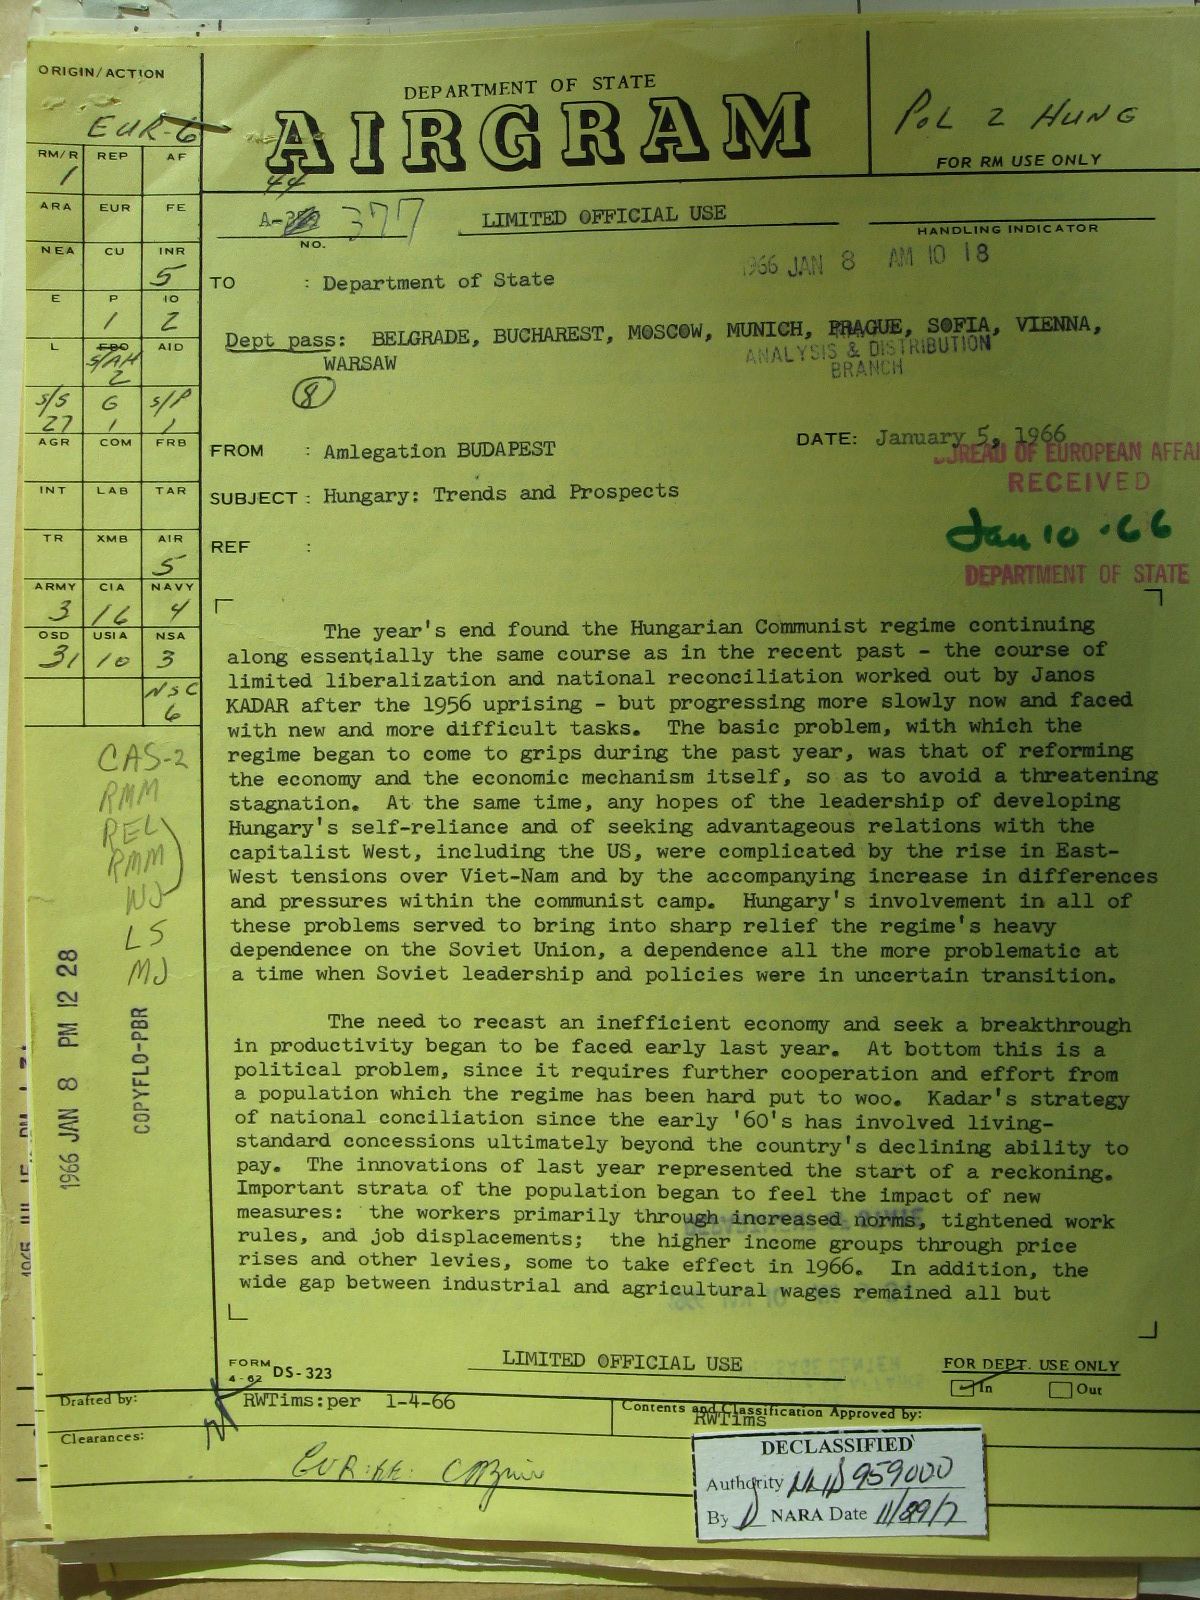 ORIGIN/ACTION
EUR-6
DEPARTMENT OF STATE
AIRGRAM
POL 2 HUNG
FOR RM USE ONLY
RM/R REP AF
1
ARA EUR FE
NEA CU INR
5
E P IO
1 2
L FBO AID
S/AH
2
S/S G S/P
27 1 1
AGR COM FRB
INT LAB TAR
TR XMB AIR
5
ARMY CIA NAVY
3 16 4
OSD USIA NSA
31 10 3
NSC
6
CAS-2
RMM
REL
RMM
WJ
LS
MJ
1966 JAN 8 PM 12 28
COPYFLO-PBR
44
A- 377
NO.
LIMITED OFFICIAL USE
HANDLING INDICATOR
1966 JAN 8 AM 10 18
TO : Department of State
Dept pass: BELGRADE, BUCHAREST, MOSCOW, MUNICH, PRAGUE, SOFIA, VIENNA,
WARSAW
ANALYSIS & DISTRIBUTION
BRANCH
8
FROM : Amlegation BUDAPEST
DATE: January 5, 1966
BUREAU OF EUROPEAN AFFAI
RECEIVED
Jan 10 '66
DEPARTMENT OF STATE
SUBJECT : Hungary: Trends and Prospects
REF :
The year's end found the Hungarian Communist regime continuing
along essentially the same course as in the recent past - the course of
limited liberalization and national reconciliation worked out by Janos
KADAR after the 1956 uprising - but progressing more slowly now and faced
with new and more difficult tasks. The basic problem, with which the
regime began to come to grips during the past year, was that of reforming
the economy and the economic mechanism itself, so as to avoid a threatening
stagnation. At the same time, any hopes of the leadership of developing
Hungary's self-reliance and of seeking advantageous relations with the
capitalist West, including the US, were complicated by the rise in East-
West tensions over Viet-Nam and by the accompanying increase in differences
and pressures within the communist camp. Hungary's involvement in all of
these problems served to bring into sharp relief the regime's heavy
dependence on the Soviet Union, a dependence all the more problematic at
a time when Soviet leadership and policies were in uncertain transition.
The need to recast an inefficient economy and seek a breakthrough
in productivity began to be faced early last year. At bottom this is a
political problem, since it requires further cooperation and effort from
a population which the regime has been hard put to woo. Kadar's strategy
of national conciliation since the early '60's has involved living-
standard concessions ultimately beyond the country's declining ability to
pay. The innovations of last year represented the start of a reckoning.
Important strata of the population began to feel the impact of new
measures: the workers primarily through increased norms, tightened work
rules, and job displacements; the higher income groups through price
rises and other levies, some to take effect in 1966. In addition, the
wide gap between industrial and agricultural wages remained all but
FORM
4-62 DS-323
LIMITED OFFICIAL USE
FOR DEPT. USE ONLY
In Out
Drafted by:
RWTims:per 1-4-66
Contents and Classification Approved by:
RWTims
Clearances:
DECLASSIFIED
Authority NND 959000
By NARA Date